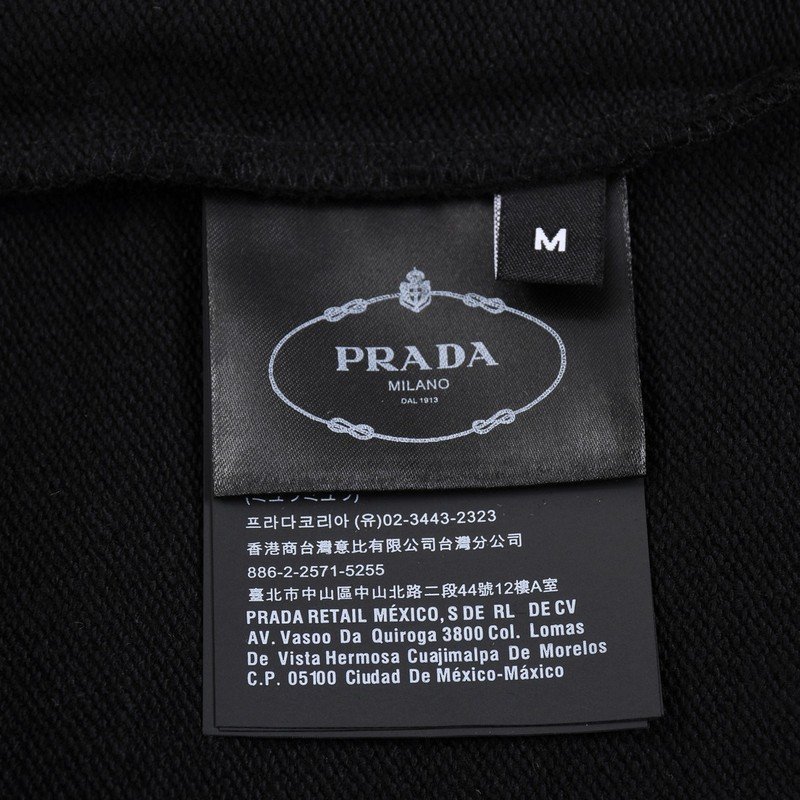 M
PRADA
MILANO
DAL 1913
프라다코리아 (유)02-3443-2323
香港商台灣意比有限公司台灣分公司
886-2-2571-5255
臺北市中山區中山北路二段44號12樓A室
PRADA RETAIL MÉXICO, S DE RL DE CV
AV. Vasoo Da Quiroga 3800 Col. Lomas
De Vista Hermosa Cuajimalpa De Morelos
C.P. 05100 Ciudad De México-México